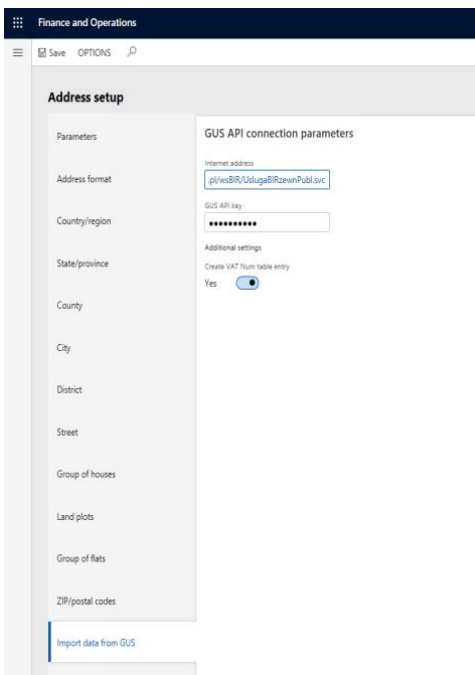 Finance and Operations
Save OPTIONS
Address setup
Parameters
Address format
Country/region
State/province
County
City
District
Street
Group of houses
Land plots
Group of flats
ZIP/postal codes
Import data from GUS
GUS API connection parameters
Internet address
.pl/wsBIR/UslugaBIRzewnPubl.svc
GUS API key
••••••••••
Additional settings
Create VAT Num table entry
Yes